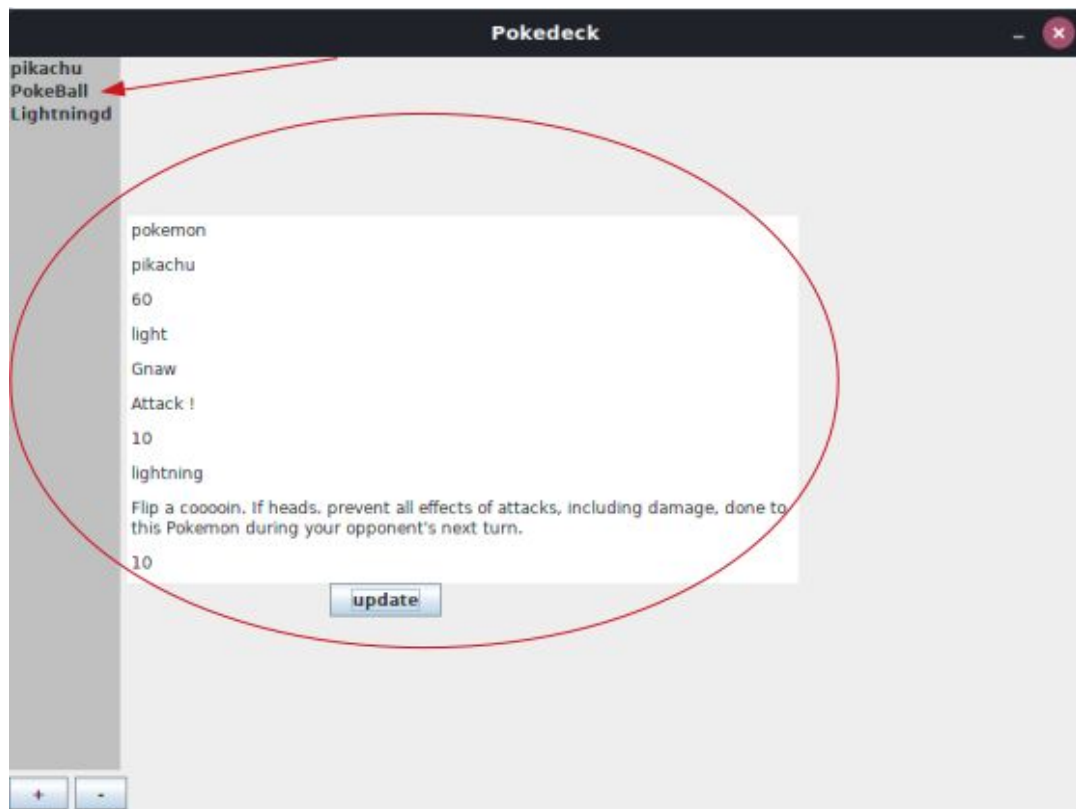 Pokedeck
pikachu
PokeBall
Lightningd
pokemon
pikachu
60
light
Gnaw
Attack !
10
lightning
Flip a cooooin. If heads. prevent all effects of attacks, including damage, done to
this Pokemon during your opponent's next turn.
10
update
+ -